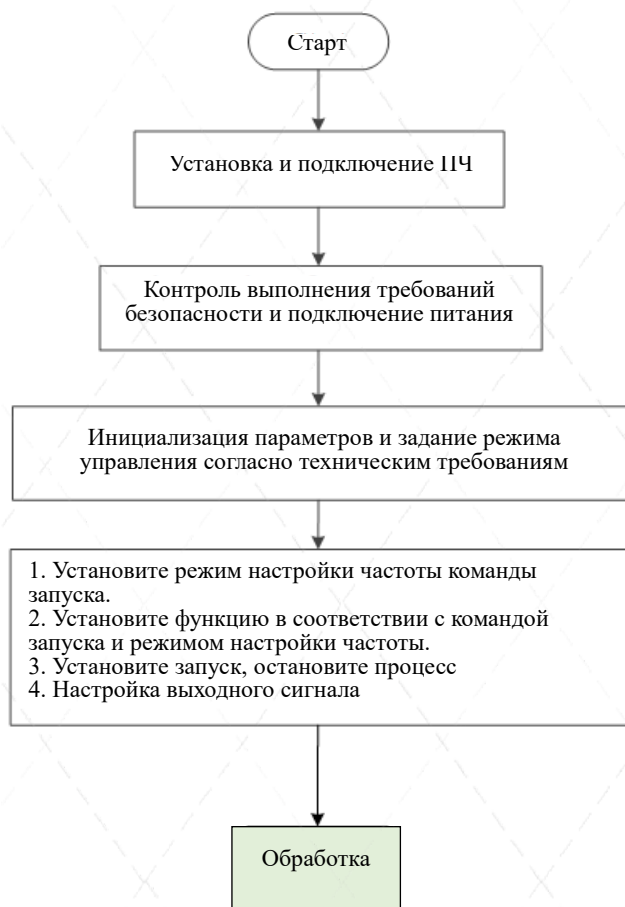 Старт
Установка и подключение ПЧ
Контроль выполнения требований
безопасности и подключение питания
Инициализация параметров и задание режима
управления согласно техническим требованиям
1. Установите режим настройки частоты команды
запуска.
2. Установите функцию в соответствии с командой
запуска и режимом настройки частоты.
3. Установите запуск, остановите процесс
4. Настройка выходного сигнала
Обработка